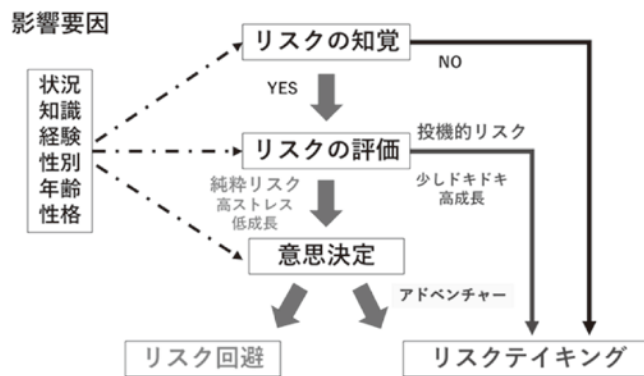 影響要因
リスクの知覚
NO
状況
知識
経験
性別
年齢
性格
YES
リスクの評価
投機的リスク
少しドキドキ
高成長
純粋リスク
高ストレス
低成長
意思決定
アドベンチャー
リスク回避
リスクテイキング